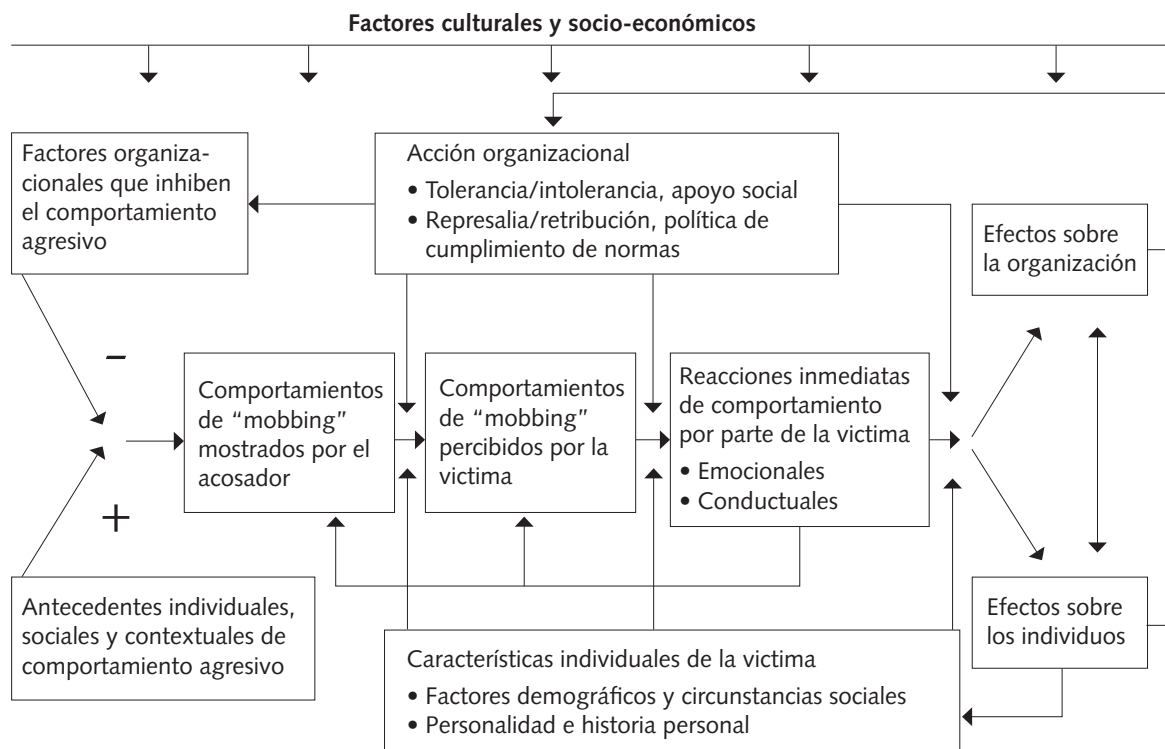 Factores culturales y socio-económicos
Factores organiza-
cionales que inhiben
el comportamiento
agresivo
Acción organizacional
• Tolerancia/intolerancia, apoyo social
• Represalia/retribución, política de
cumplimiento de normas
Efectos sobre
la organización
–
Comportamientos
de “mobbing”
mostrados por el
acosador
Comportamientos
de “mobbing”
percibidos por la
victima
Reacciones inmediatas
de comportamiento
por parte de la victima
• Emocionales
• Conductuales
+
Antecedentes individuales,
sociales y contextuales de
comportamiento agresivo
Efectos sobre
los individuos
Características individuales de la victima
• Factores demográficos y circunstancias sociales
• Personalidad e historia personal